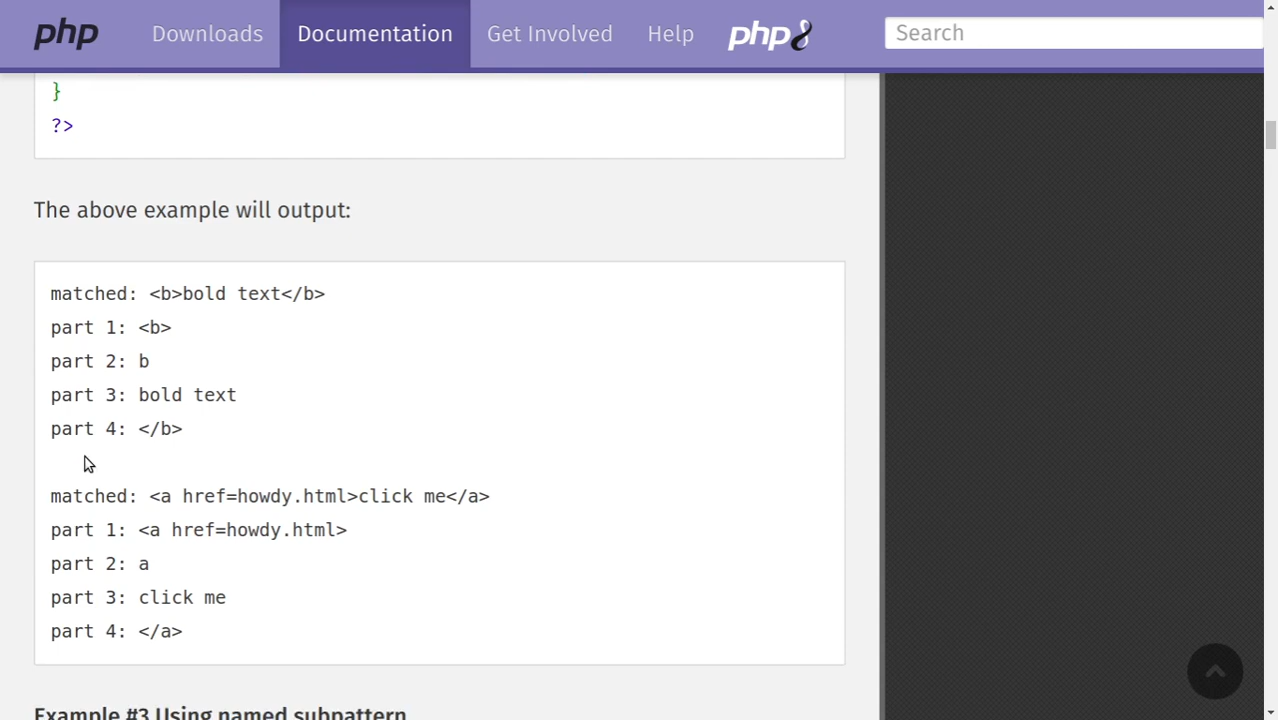 php Downloads Documentation Get Involved Help php8 Search
}
?>
The above example will output:
matched: <b>bold text</b>
part 1: <b>
part 2: b
part 3: bold text
part 4: </b>
matched: <a href=howdy.html>click me</a>
part 1: <a href=howdy.html>
part 2: a
part 3: click me
part 4: </a>
Example #3 Using named subpattern